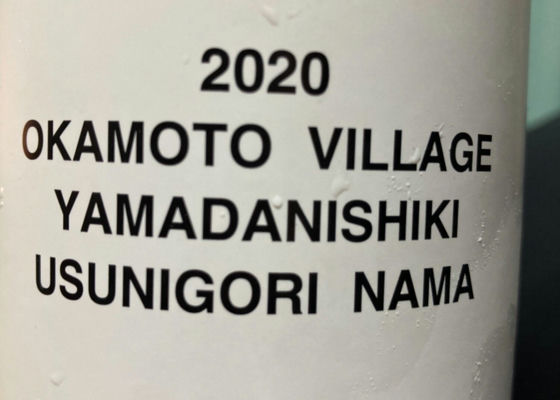 2020
OKAMOTO VILLAGE
YAMADANISHIKI
USUNIGORI NAMA